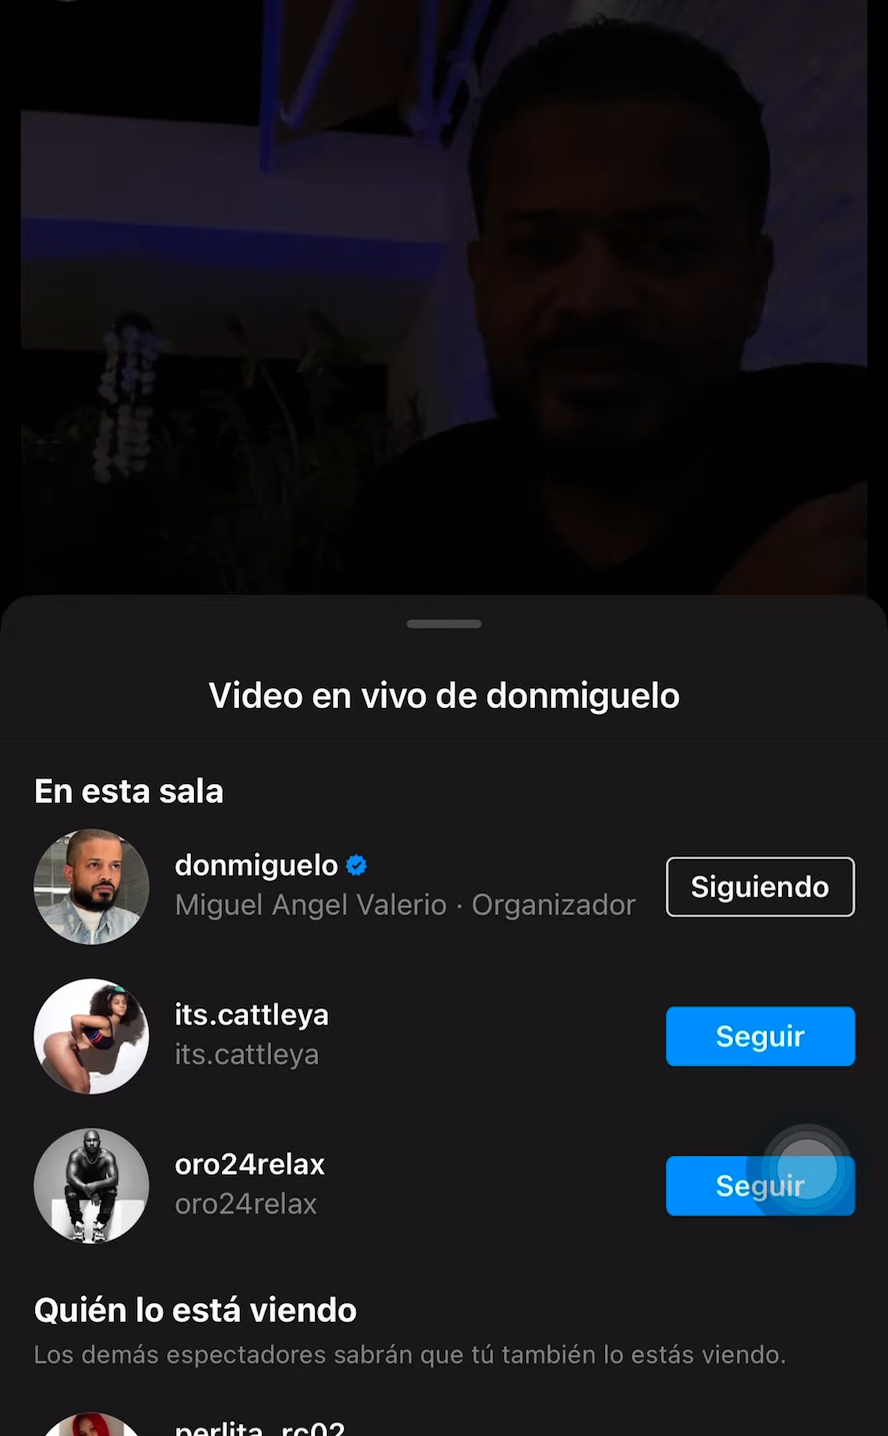 Video en vivo de donmiguelo
En esta sala
donmiguelo
Miguel Angel Valerio · Organizador
Siguiendo
its.cattleya
its.cattleya
Seguir
oro24relax
oro24relax
Seguir
Quién lo está viendo
Los demás espectadores sabrán que tú también lo estás viendo.
perlita_rc02